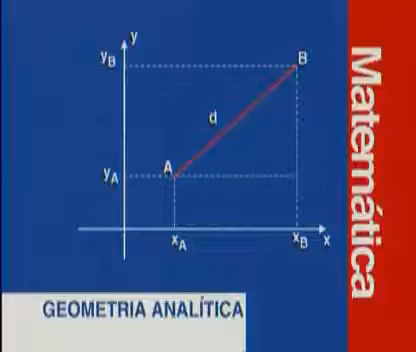 y
y_B
B
d
A
y_A
x_A
x_B
x
Matemática
GEOMETRIA ANALÍTICA